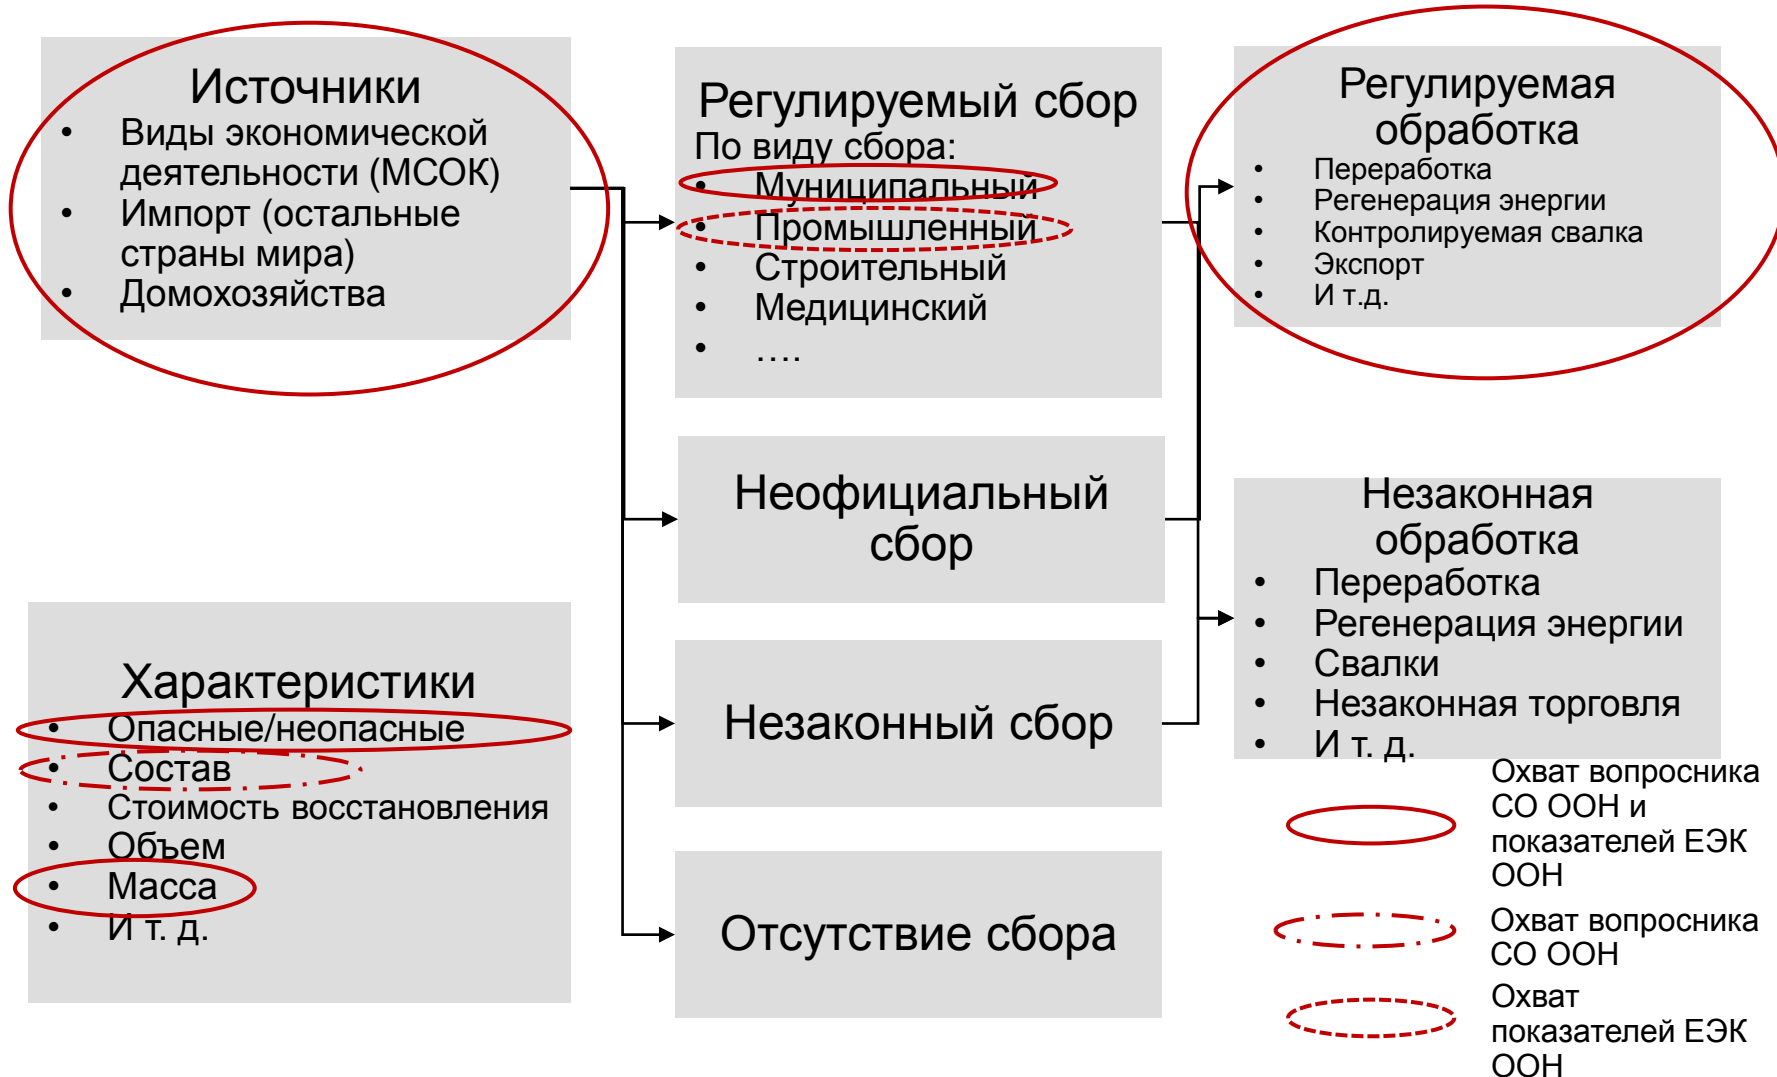 Источники
• Виды экономической
деятельности (МСОК)
• Импорт (остальные
страны мира)
• Домохозяйства
Характеристики
• Опасные/неопасные
• Состав
• Стоимость восстановления
• Объем
• Масса
• И т. д.
Регулируемый сбор
По виду сбора:
• Муниципальный
• Промышленный
• Строительный
• Медицинский
• ....
Неофициальный
сбор
Незаконный сбор
Отсутствие сбора
Регулируемая
обработка
• Переработка
• Регенерация энергии
• Контролируемая свалка
• Экспорт
• И т.д.
Незаконная
обработка
• Переработка
• Регенерация энергии
• Свалки
• Незаконная торговля
• И т. д.
Охват вопросника
СО ООН и
показателей ЕЭК
ООН
Охват вопросника
СО ООН
Охват
показателей ЕЭК
ООН